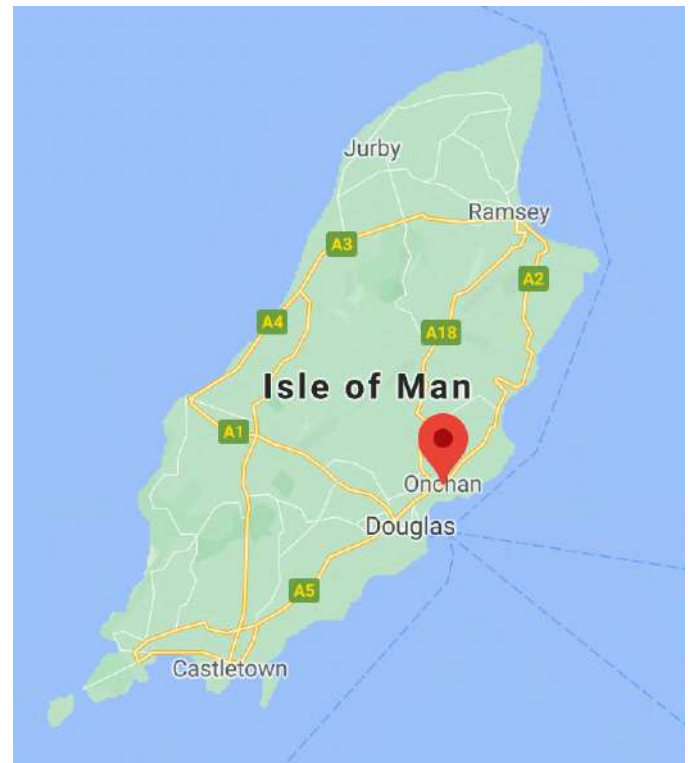 Jurby
Ramsey
A3
A2
A4
A18
Isle of Man
A1
Onchan
Douglas
A5
Castletown